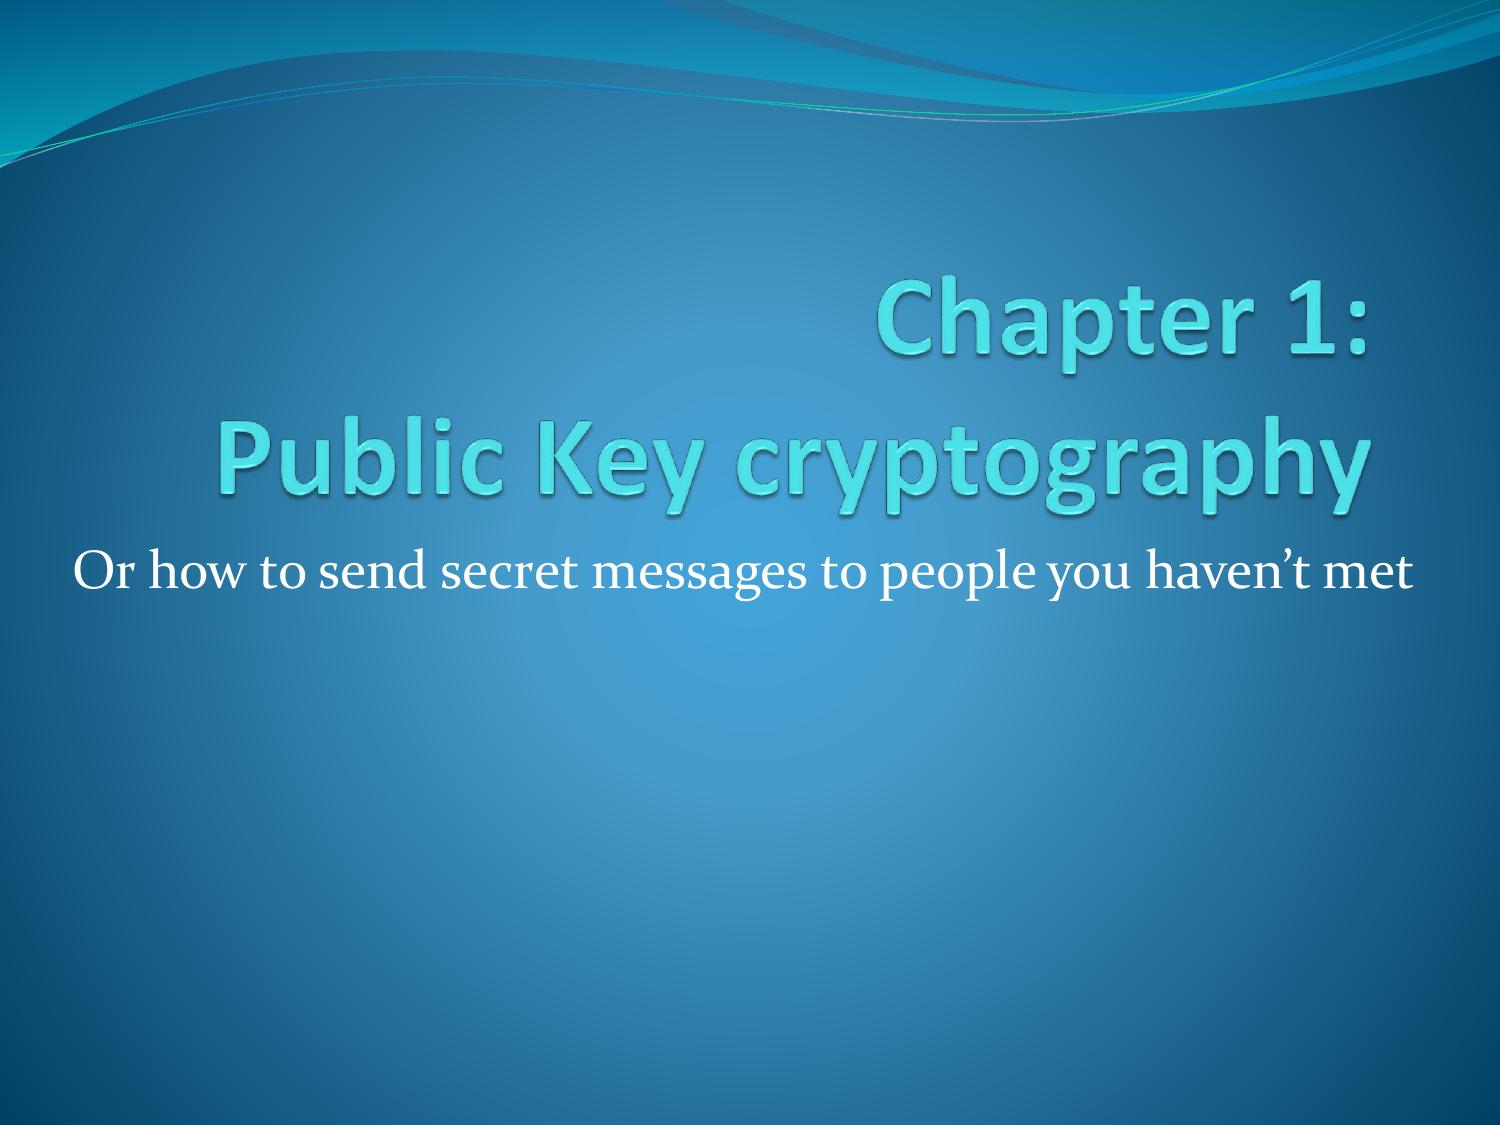 Chapter 1:
Public Key cryptography
Or how to send secret messages to people you haven’t met